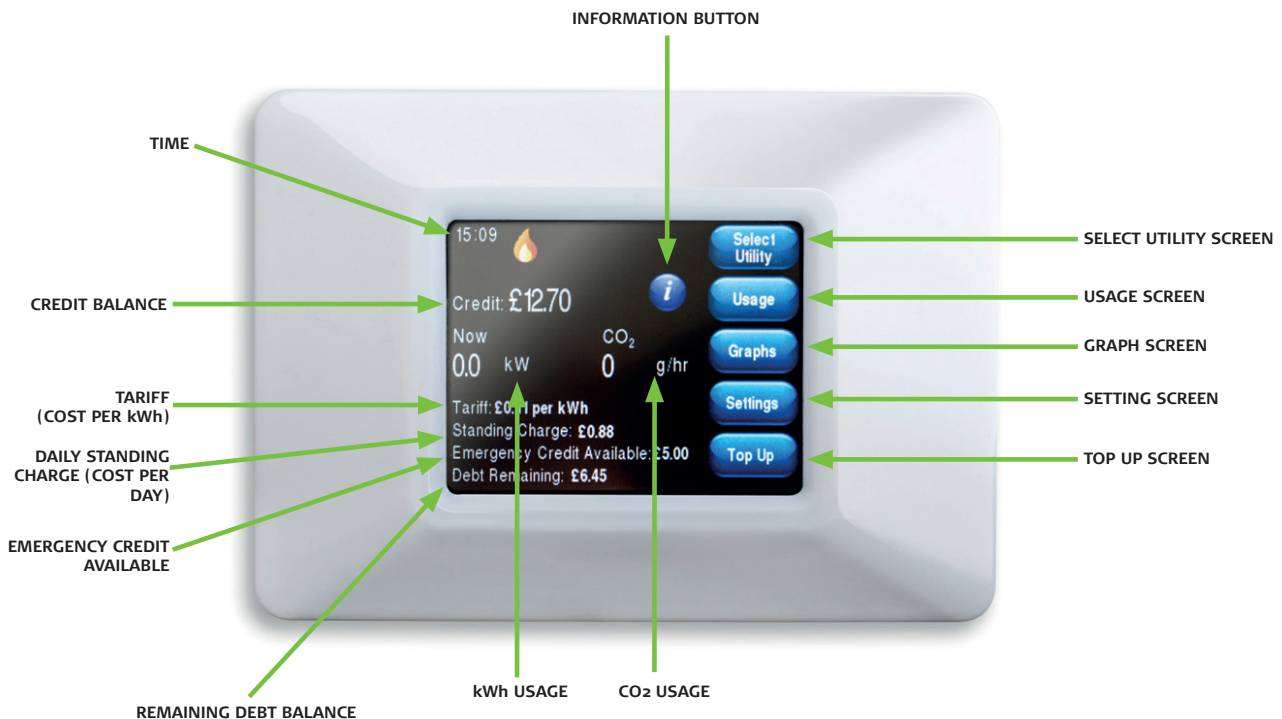 INFORMATION BUTTON
TIME
CREDIT BALANCE
TARIFF
(COST PER kWh)
DAILY STANDING
CHARGE (COST PER
DAY)
EMERGENCY CREDIT
AVAILABLE
REMAINING DEBT BALANCE
15:09
Credit: £12.70
Now
0.0 kW
CO₂
0 g/hr
Tariff: per kWh
Standing Charge: £0.88
Emergency Credit Available: £5.00
Debt Remaining: £6.45
i
Select
Utility
Usage
Graphs
Settings
Top Up
SELECT UTILITY SCREEN
USAGE SCREEN
GRAPH SCREEN
SETTING SCREEN
TOP UP SCREEN
kWh USAGE
CO2 USAGE